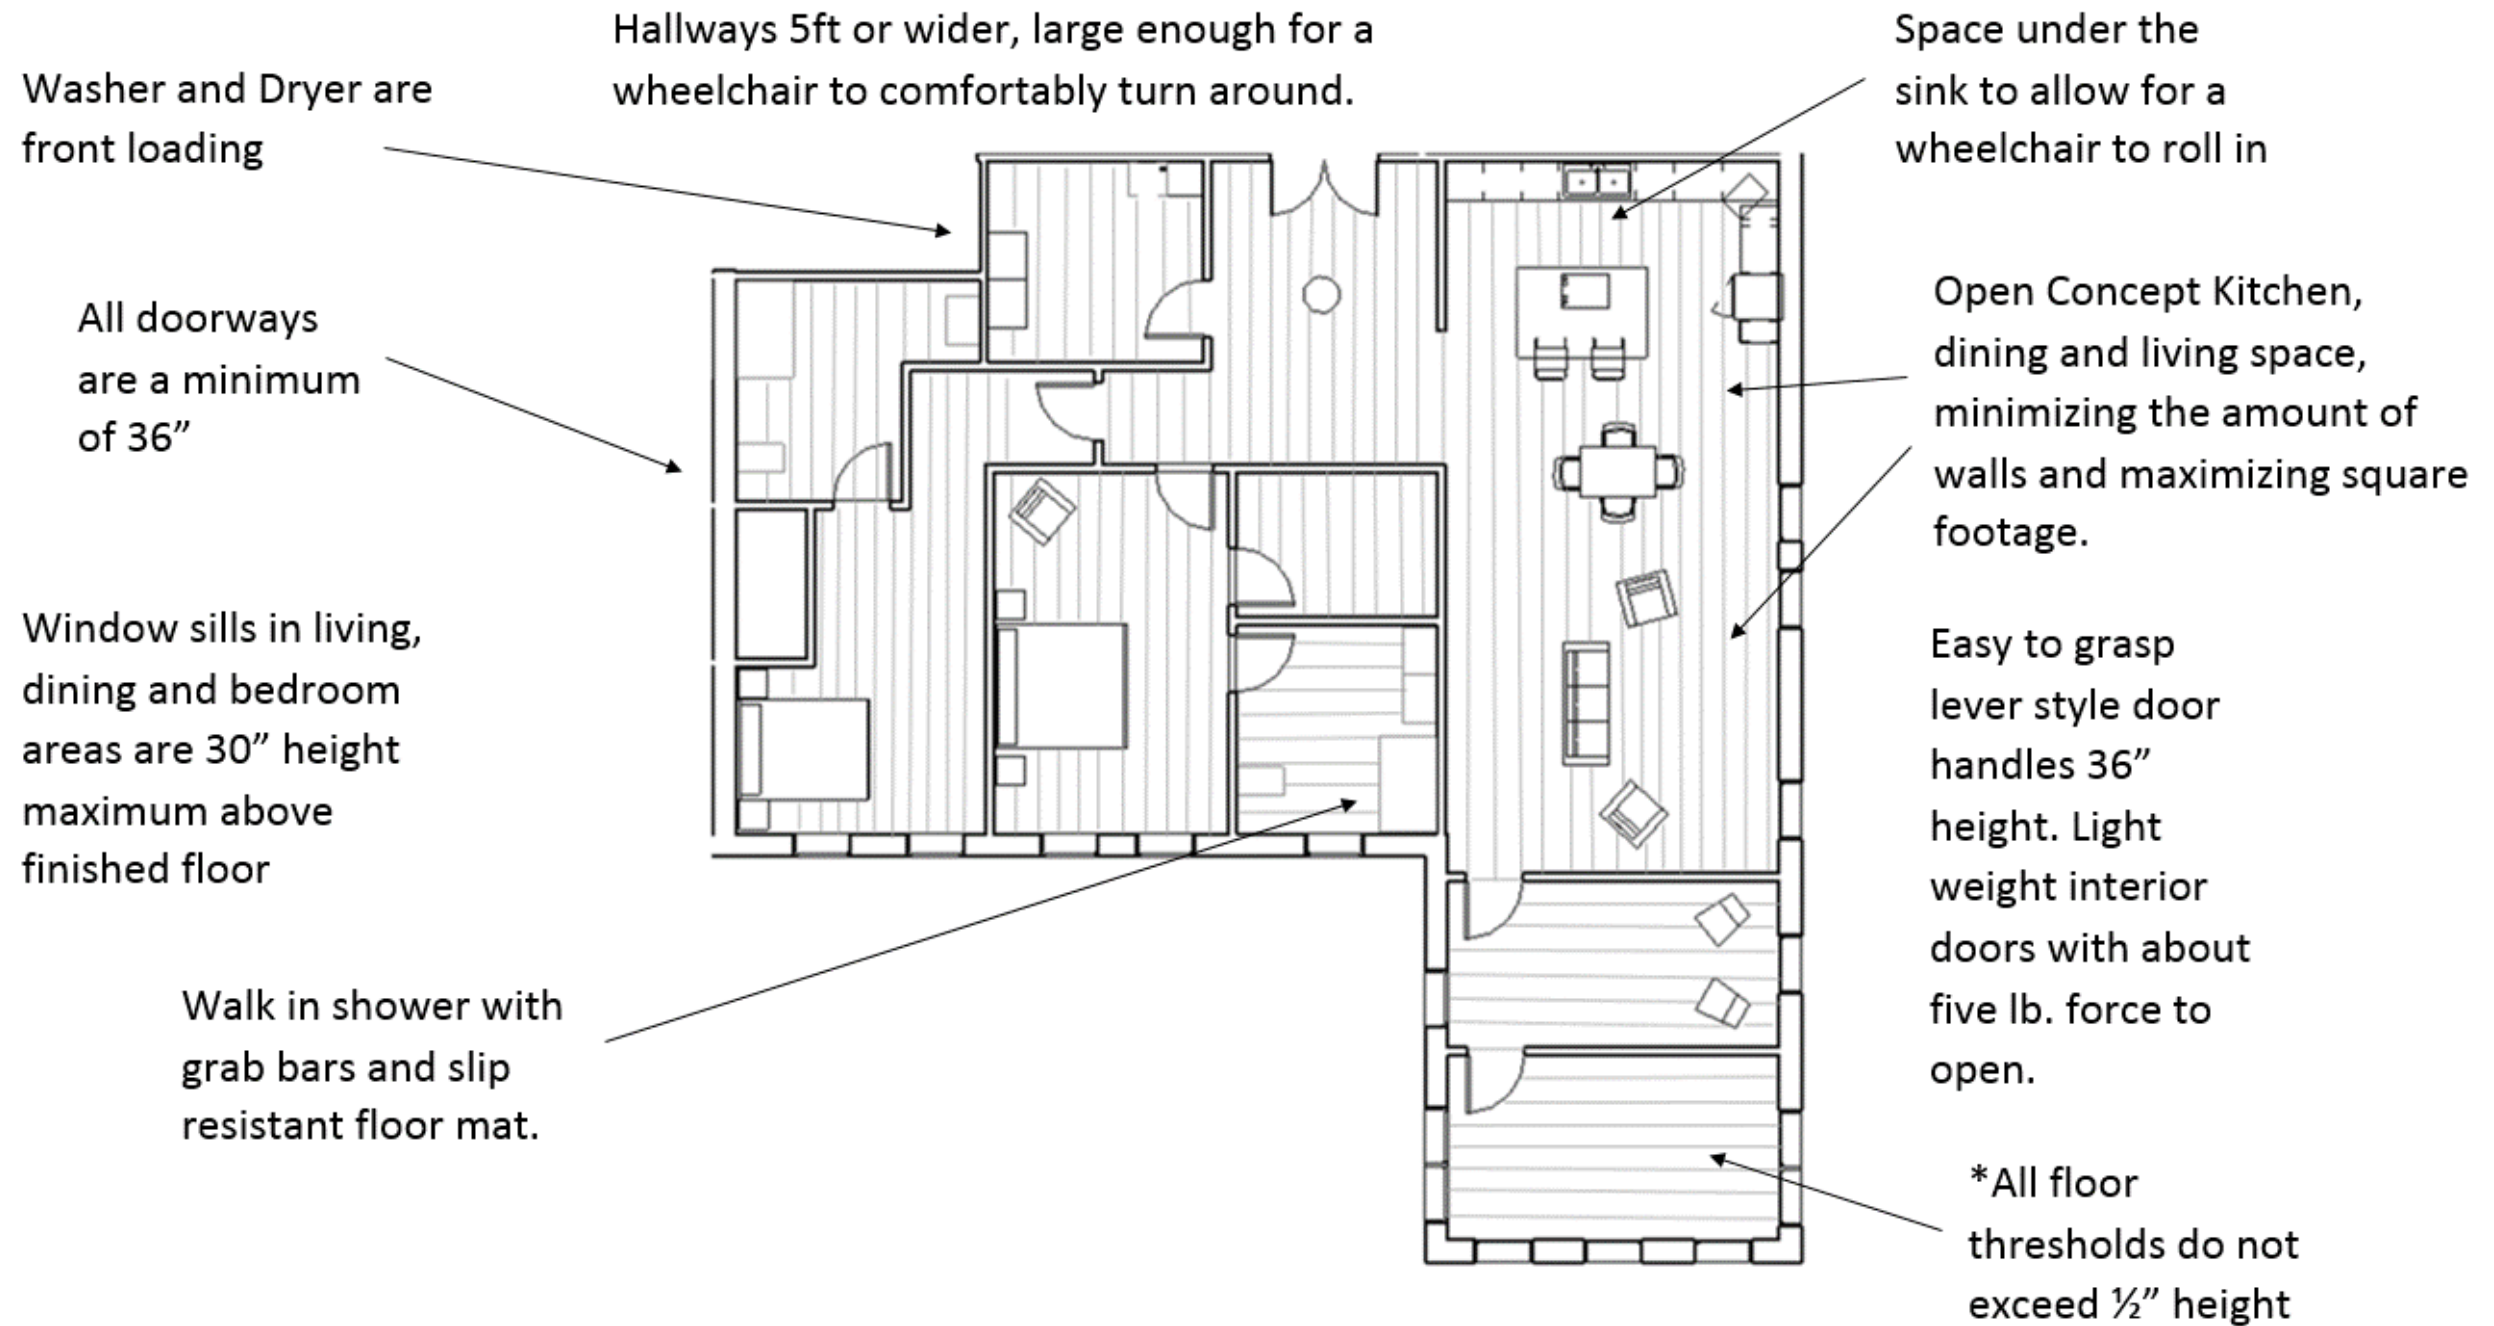 Hallways 5ft or wider, large enough for a
wheelchair to comfortably turn around.
Space under the
sink to allow for a
wheelchair to roll in
Washer and Dryer are
front loading
All doorways
are a minimum
of 36”
Open Concept Kitchen,
dining and living space,
minimizing the amount of
walls and maximizing square
footage.
Window sills in living,
dining and bedroom
areas are 30” height
maximum above
finished floor
Easy to grasp
lever style door
handles 36”
height. Light
weight interior
doors with about
five lb. force to
open.
Walk in shower with
grab bars and slip
resistant floor mat.
*All floor
thresholds do not
exceed ½” height